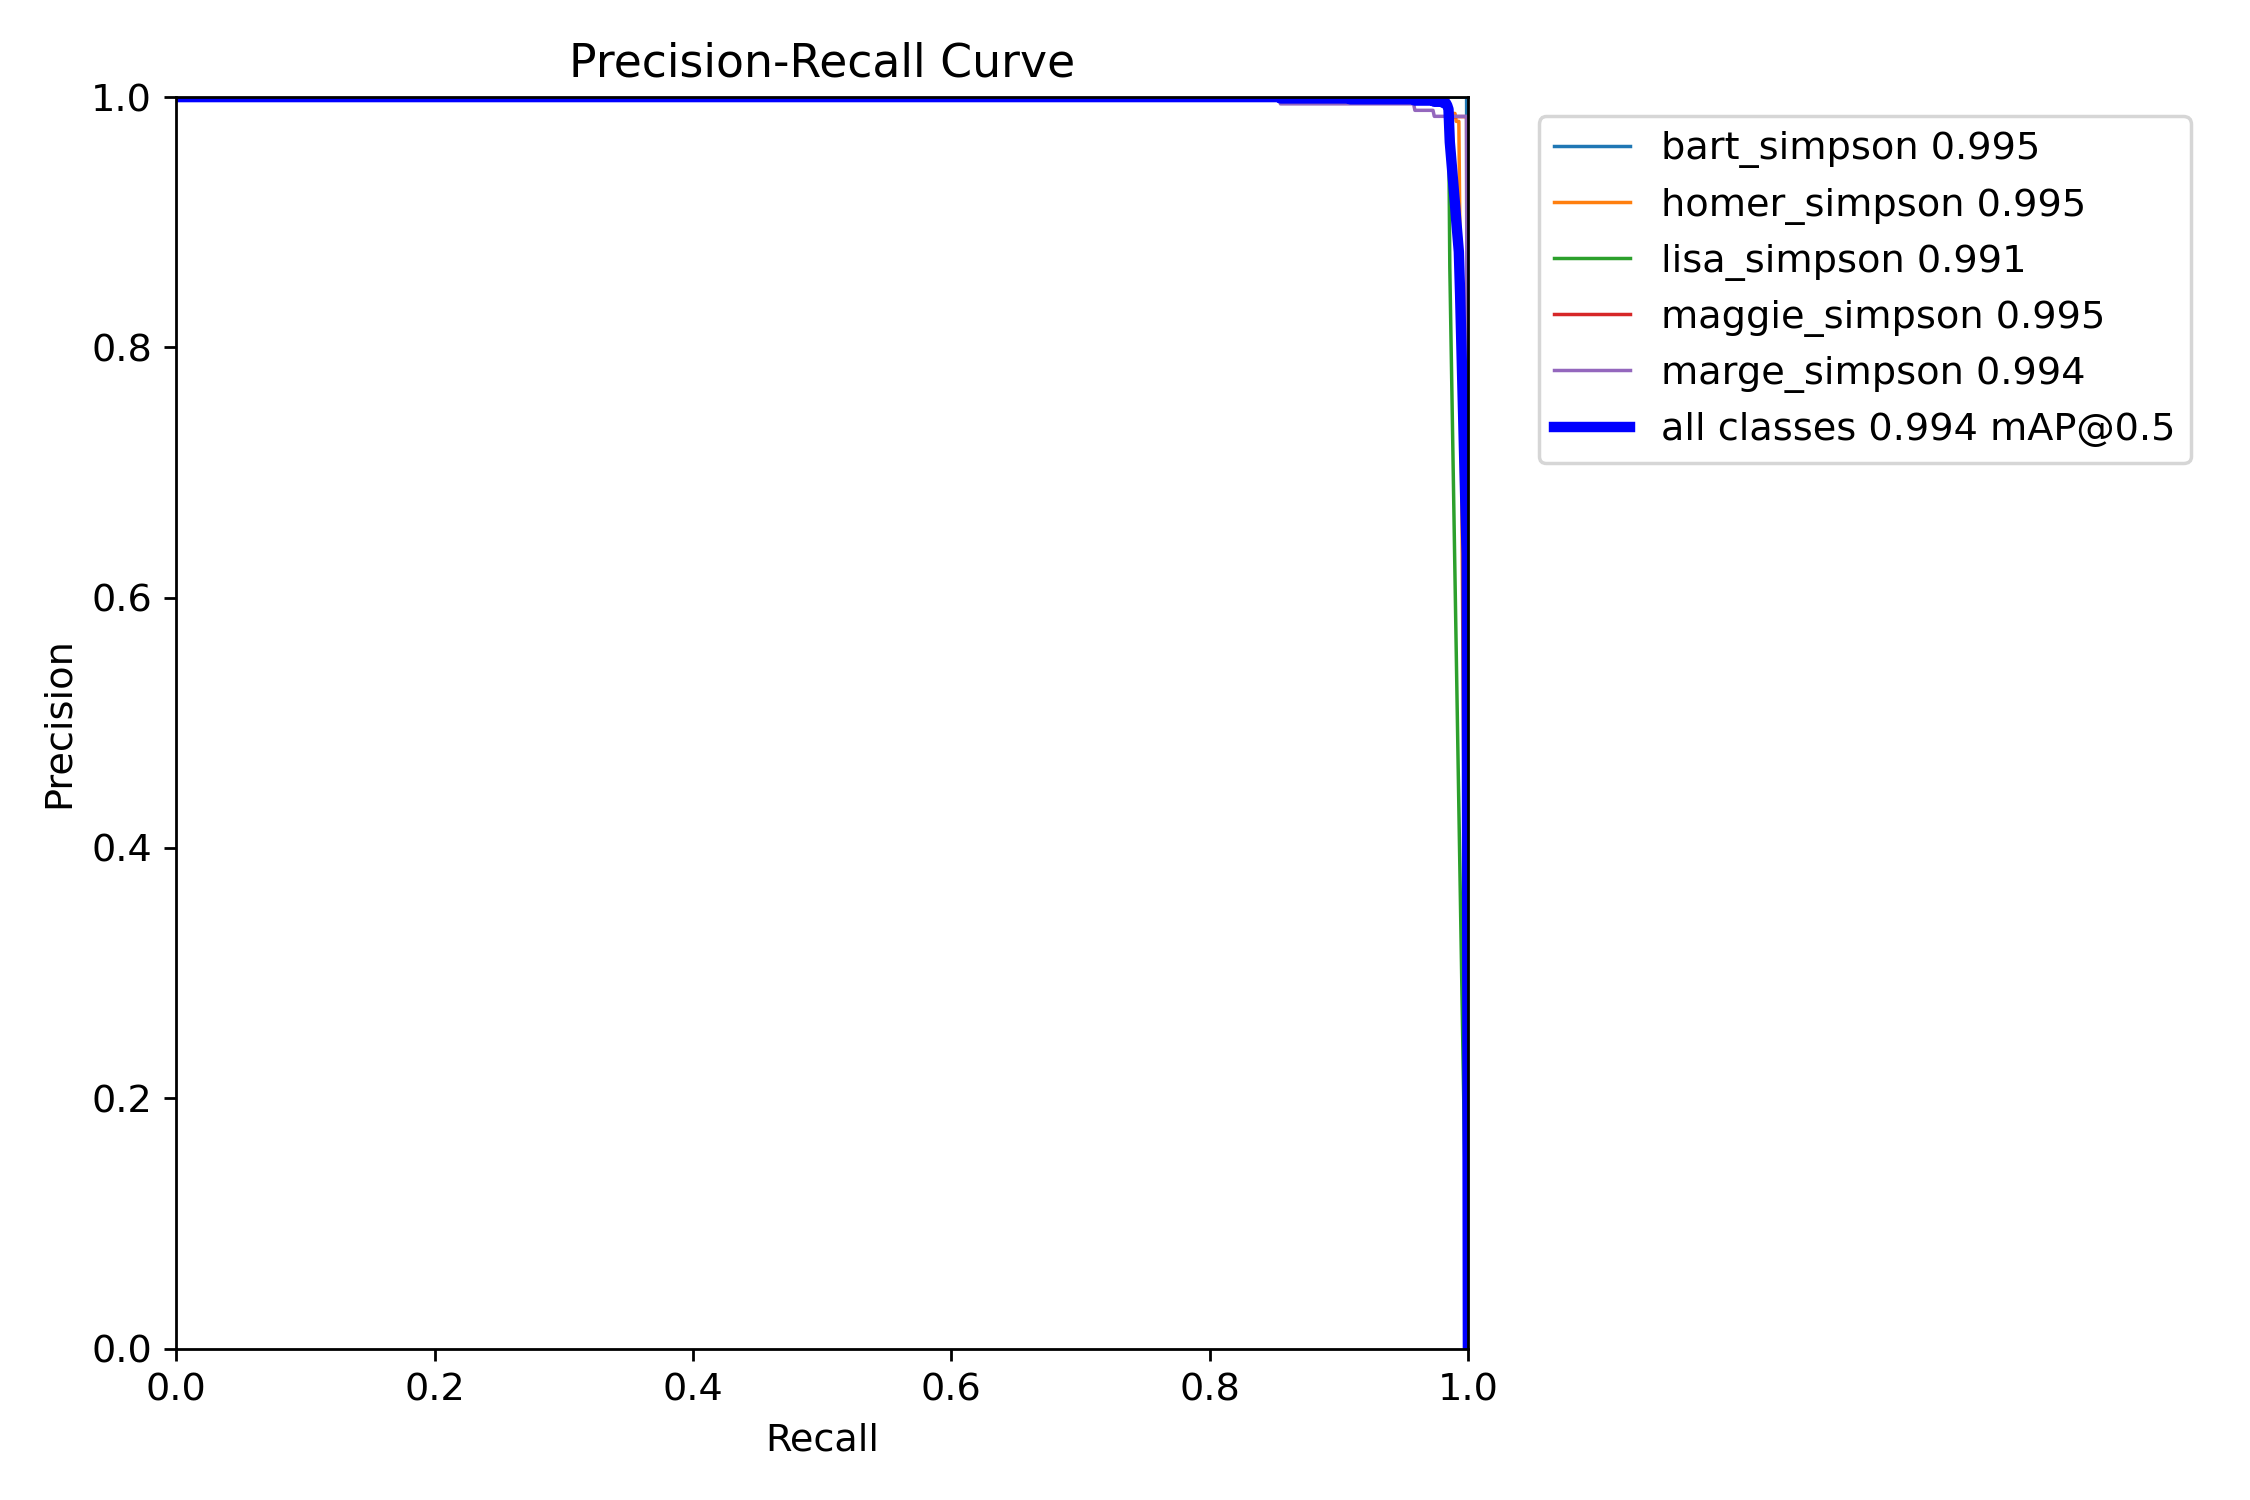 Precision-Recall Curve
1.0
0.8
0.6
0.4
0.2
0.0
Precision
0.0 0.2 0.4 0.6 0.8 1.0
Recall
bart_simpson 0.995
homer_simpson 0.995
lisa_simpson 0.991
maggie_simpson 0.995
marge_simpson 0.994
all classes 0.994 mAP@0.5